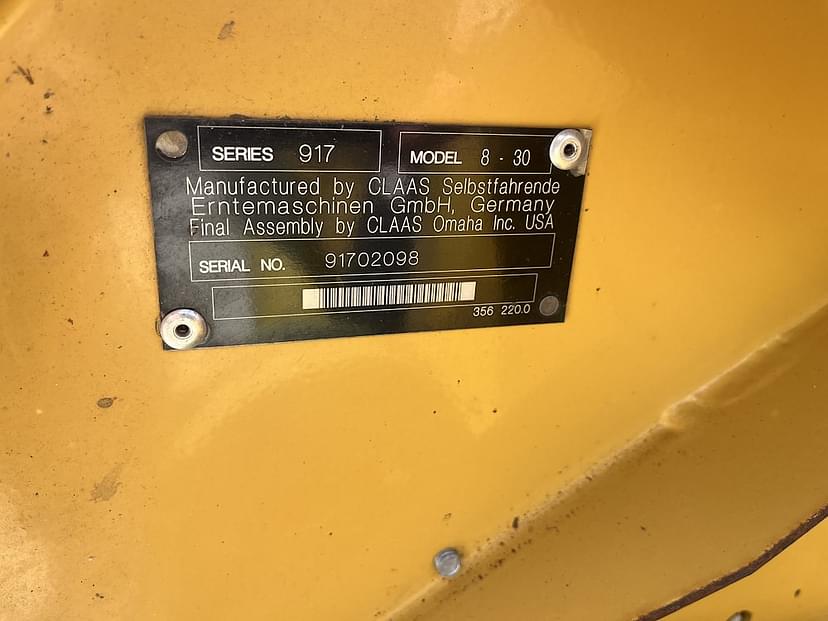 SERIES 917 MODEL 8 - 30
Manufactured by CLAAS Selbstfahrende
Erntemaschinen GmbH, Germany
Final Assembly by CLAAS Omaha Inc. USA
SERIAL NO. 91702098
356 220.0